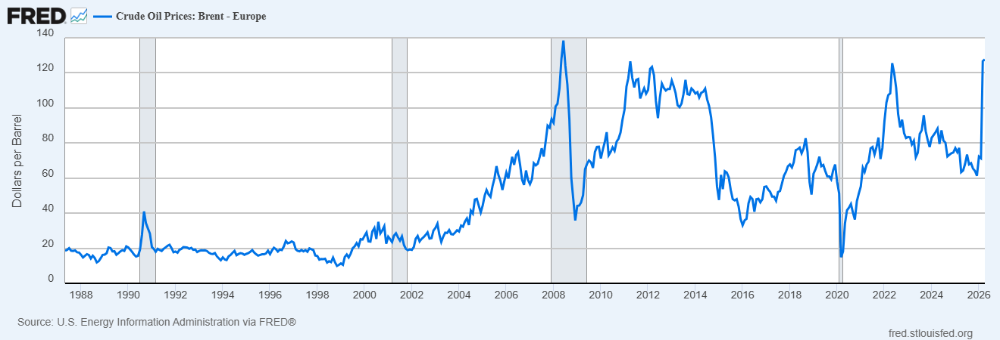 FRED® Crude Oil Prices: Brent - Europe
140
120
100
80
60
40
20
0
Dollars per Barrel
1988 1990 1992 1994 1996 1998 2000 2002 2004 2006 2008 2010 2012 2014 2016 2018 2020 2022 2024 2026
Source: U.S. Energy Information Administration via FRED®
fred.stlouisfed.org